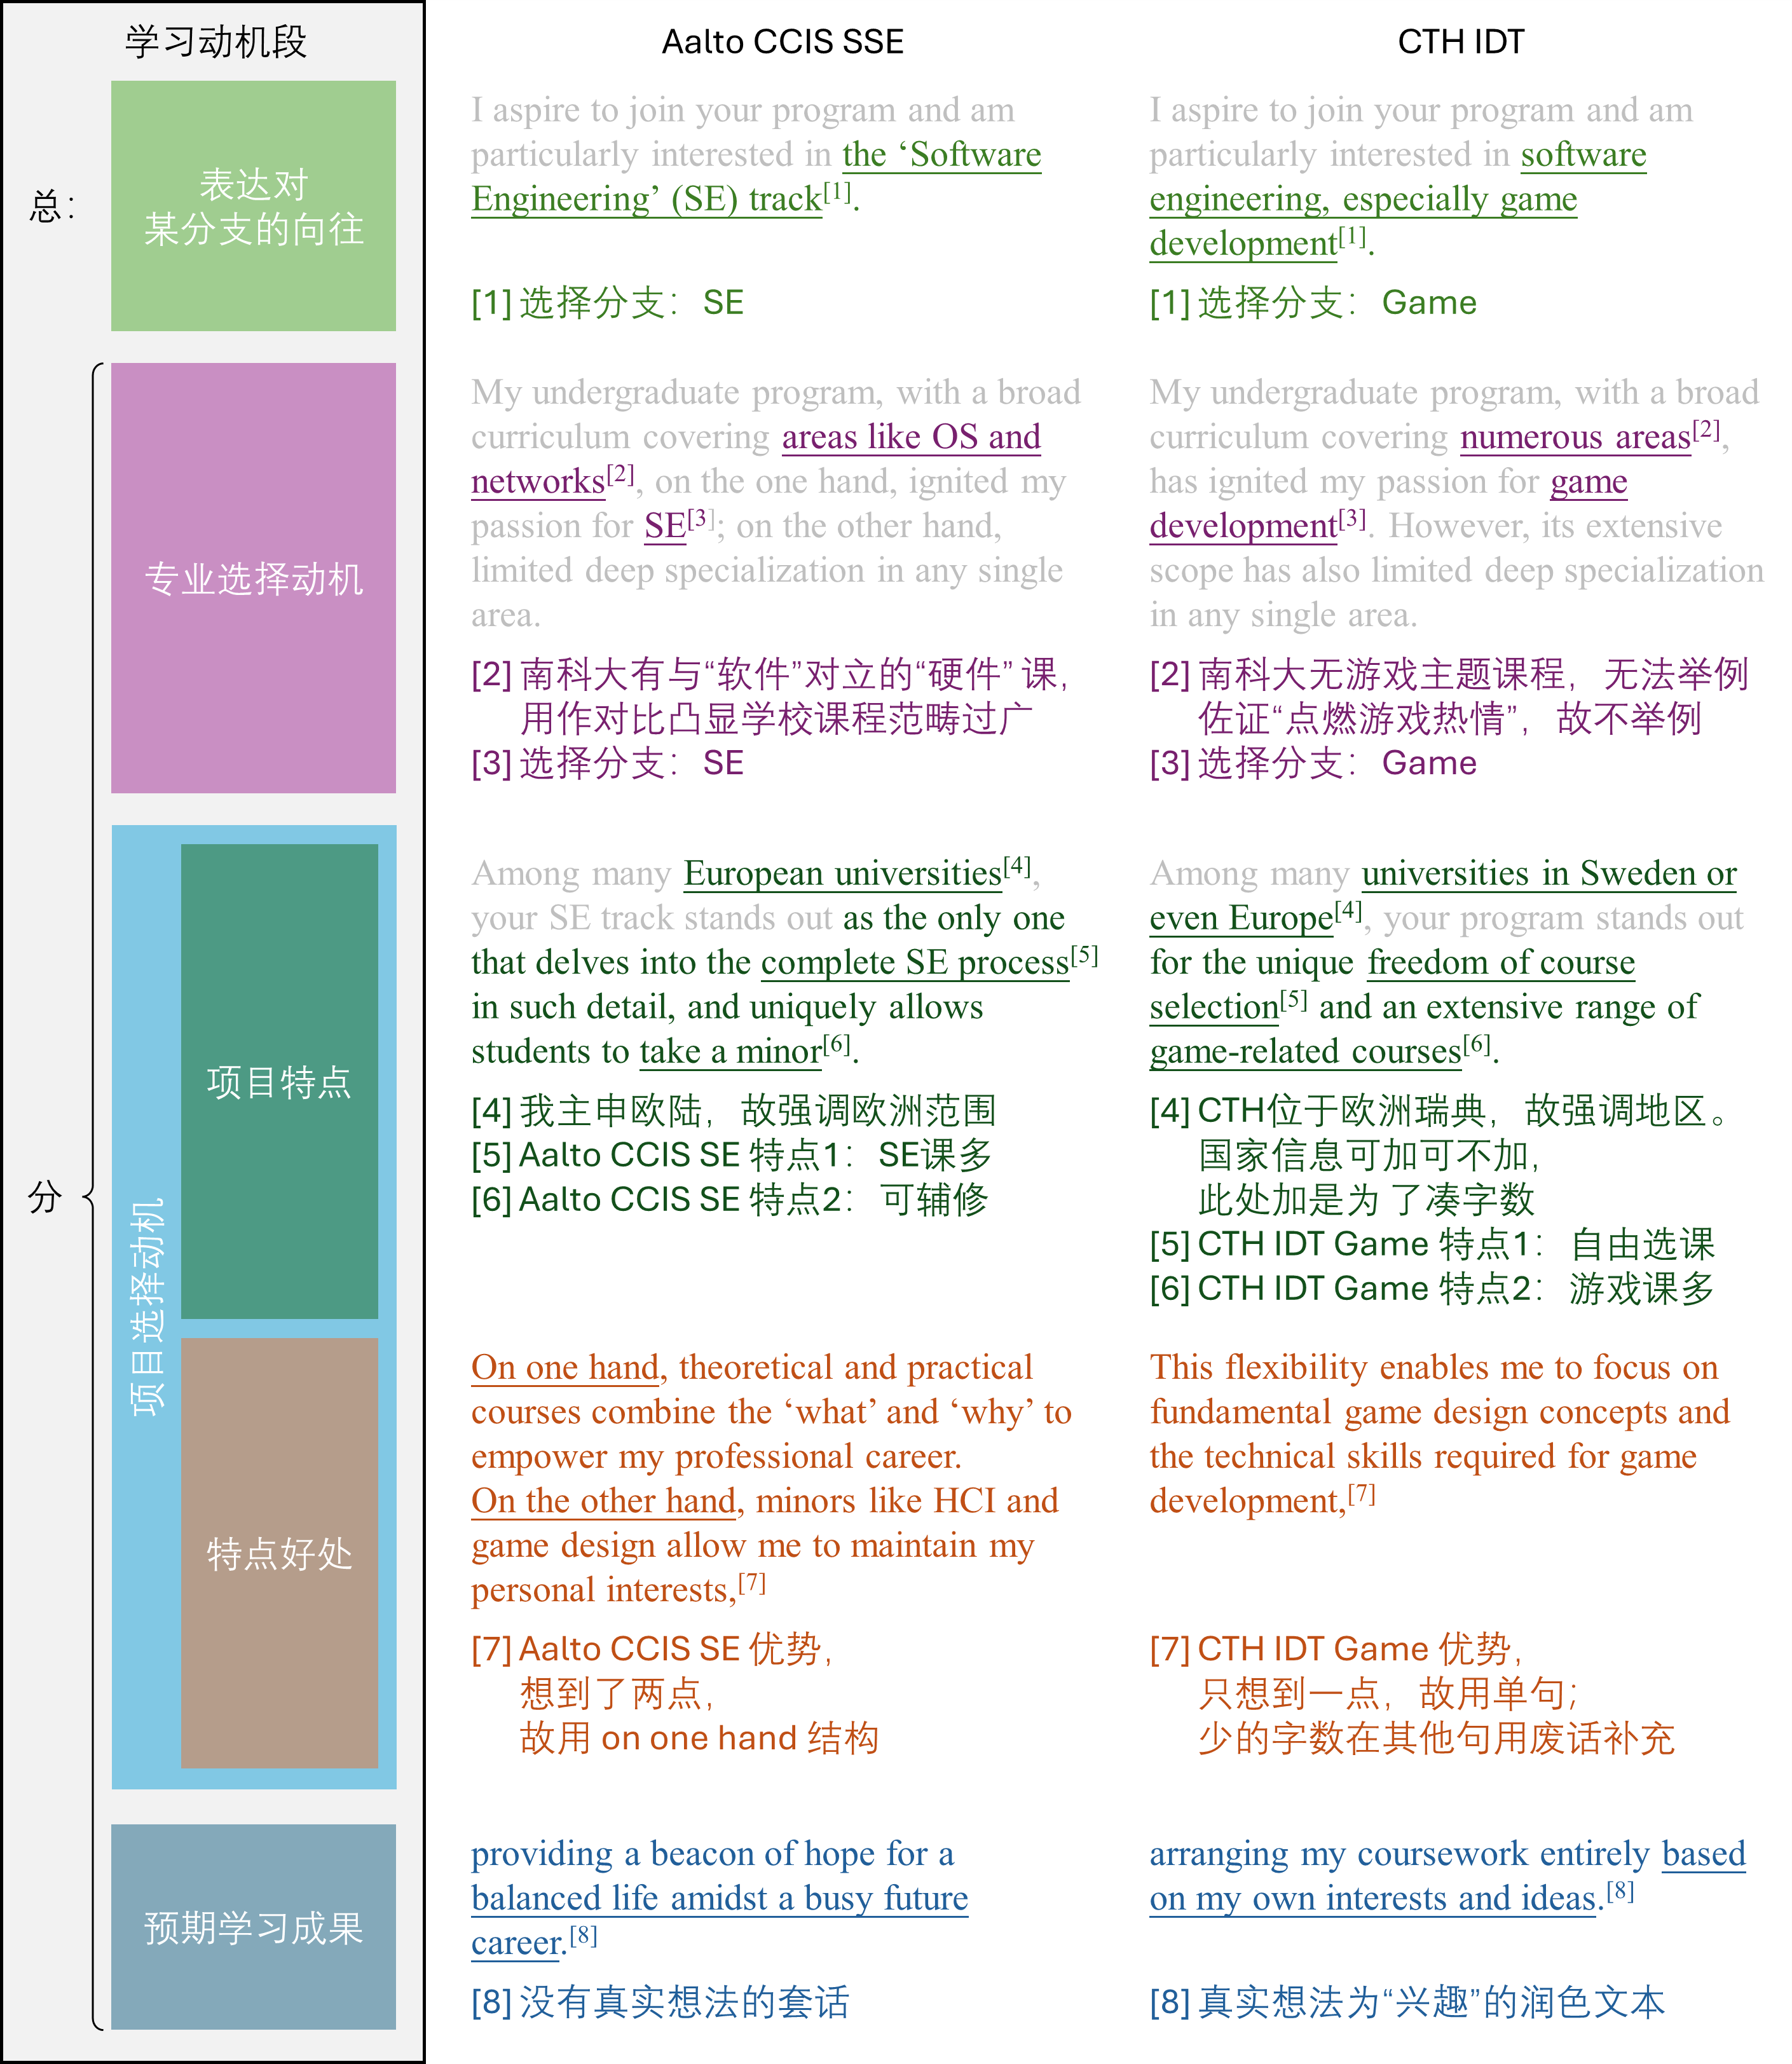 学习动机段
总：
表达对
某分支的向往
分
专业选择动机
项目选择动机
项目特点
特点好处
预期学习成果
Aalto CCIS SSE
I aspire to join your program and am
particularly interested in the ‘Software
Engineering’ (SE) track[1].
[1] 选择分支：SE
My undergraduate program, with a broad
curriculum covering areas like OS and
networks[2], on the one hand, ignited my
passion for SE[3]; on the other hand,
limited deep specialization in any single
area.
[2] 南科大有与“软件”对立的“硬件” 课，
用作对比凸显学校课程范畴过广
[3] 选择分支：SE
Among many European universities[4],
your SE track stands out as the only one
that delves into the complete SE process[5]
in such detail, and uniquely allows
students to take a minor[6].
[4] 我主申欧陆，故强调欧洲范围
[5] Aalto CCIS SE 特点1：SE课多
[6] Aalto CCIS SE 特点2：可辅修
On one hand, theoretical and practical
courses combine the ‘what’ and ‘why’ to
empower my professional career.
On the other hand, minors like HCI and
game design allow me to maintain my
personal interests,[7]
[7] Aalto CCIS SE 优势，
想到了两点，
故用 on one hand 结构
providing a beacon of hope for a
balanced life amidst a busy future
career.[8]
[8] 没有真实想法的套话
CTH IDT
I aspire to join your program and am
particularly interested in software
engineering, especially game
development[1].
[1] 选择分支：Game
My undergraduate program, with a broad
curriculum covering numerous areas[2],
has ignited my passion for game
development[3]. However, its extensive
scope has also limited deep specialization
in any single area.
[2] 南科大无游戏主题课程，无法举例
佐证“点燃游戏热情”，故不举例
[3] 选择分支：Game
Among many universities in Sweden or
even Europe[4], your program stands out
for the unique freedom of course
selection[5] and an extensive range of
game-related courses[6].
[4] CTH位于欧洲瑞典，故强调地区。
国家信息可加可不加，
此处加是为了凑字数
[5] CTH IDT Game 特点1：自由选课
[6] CTH IDT Game 特点2：游戏课多
This flexibility enables me to focus on
fundamental game design concepts and
the technical skills required for game
development,[7]
[7] CTH IDT Game 优势，
只想到一点，故用单句；
少的字数在其他句用废话补充
arranging my coursework entirely based
on my own interests and ideas.[8]
[8] 真实想法为“兴趣”的润色文本